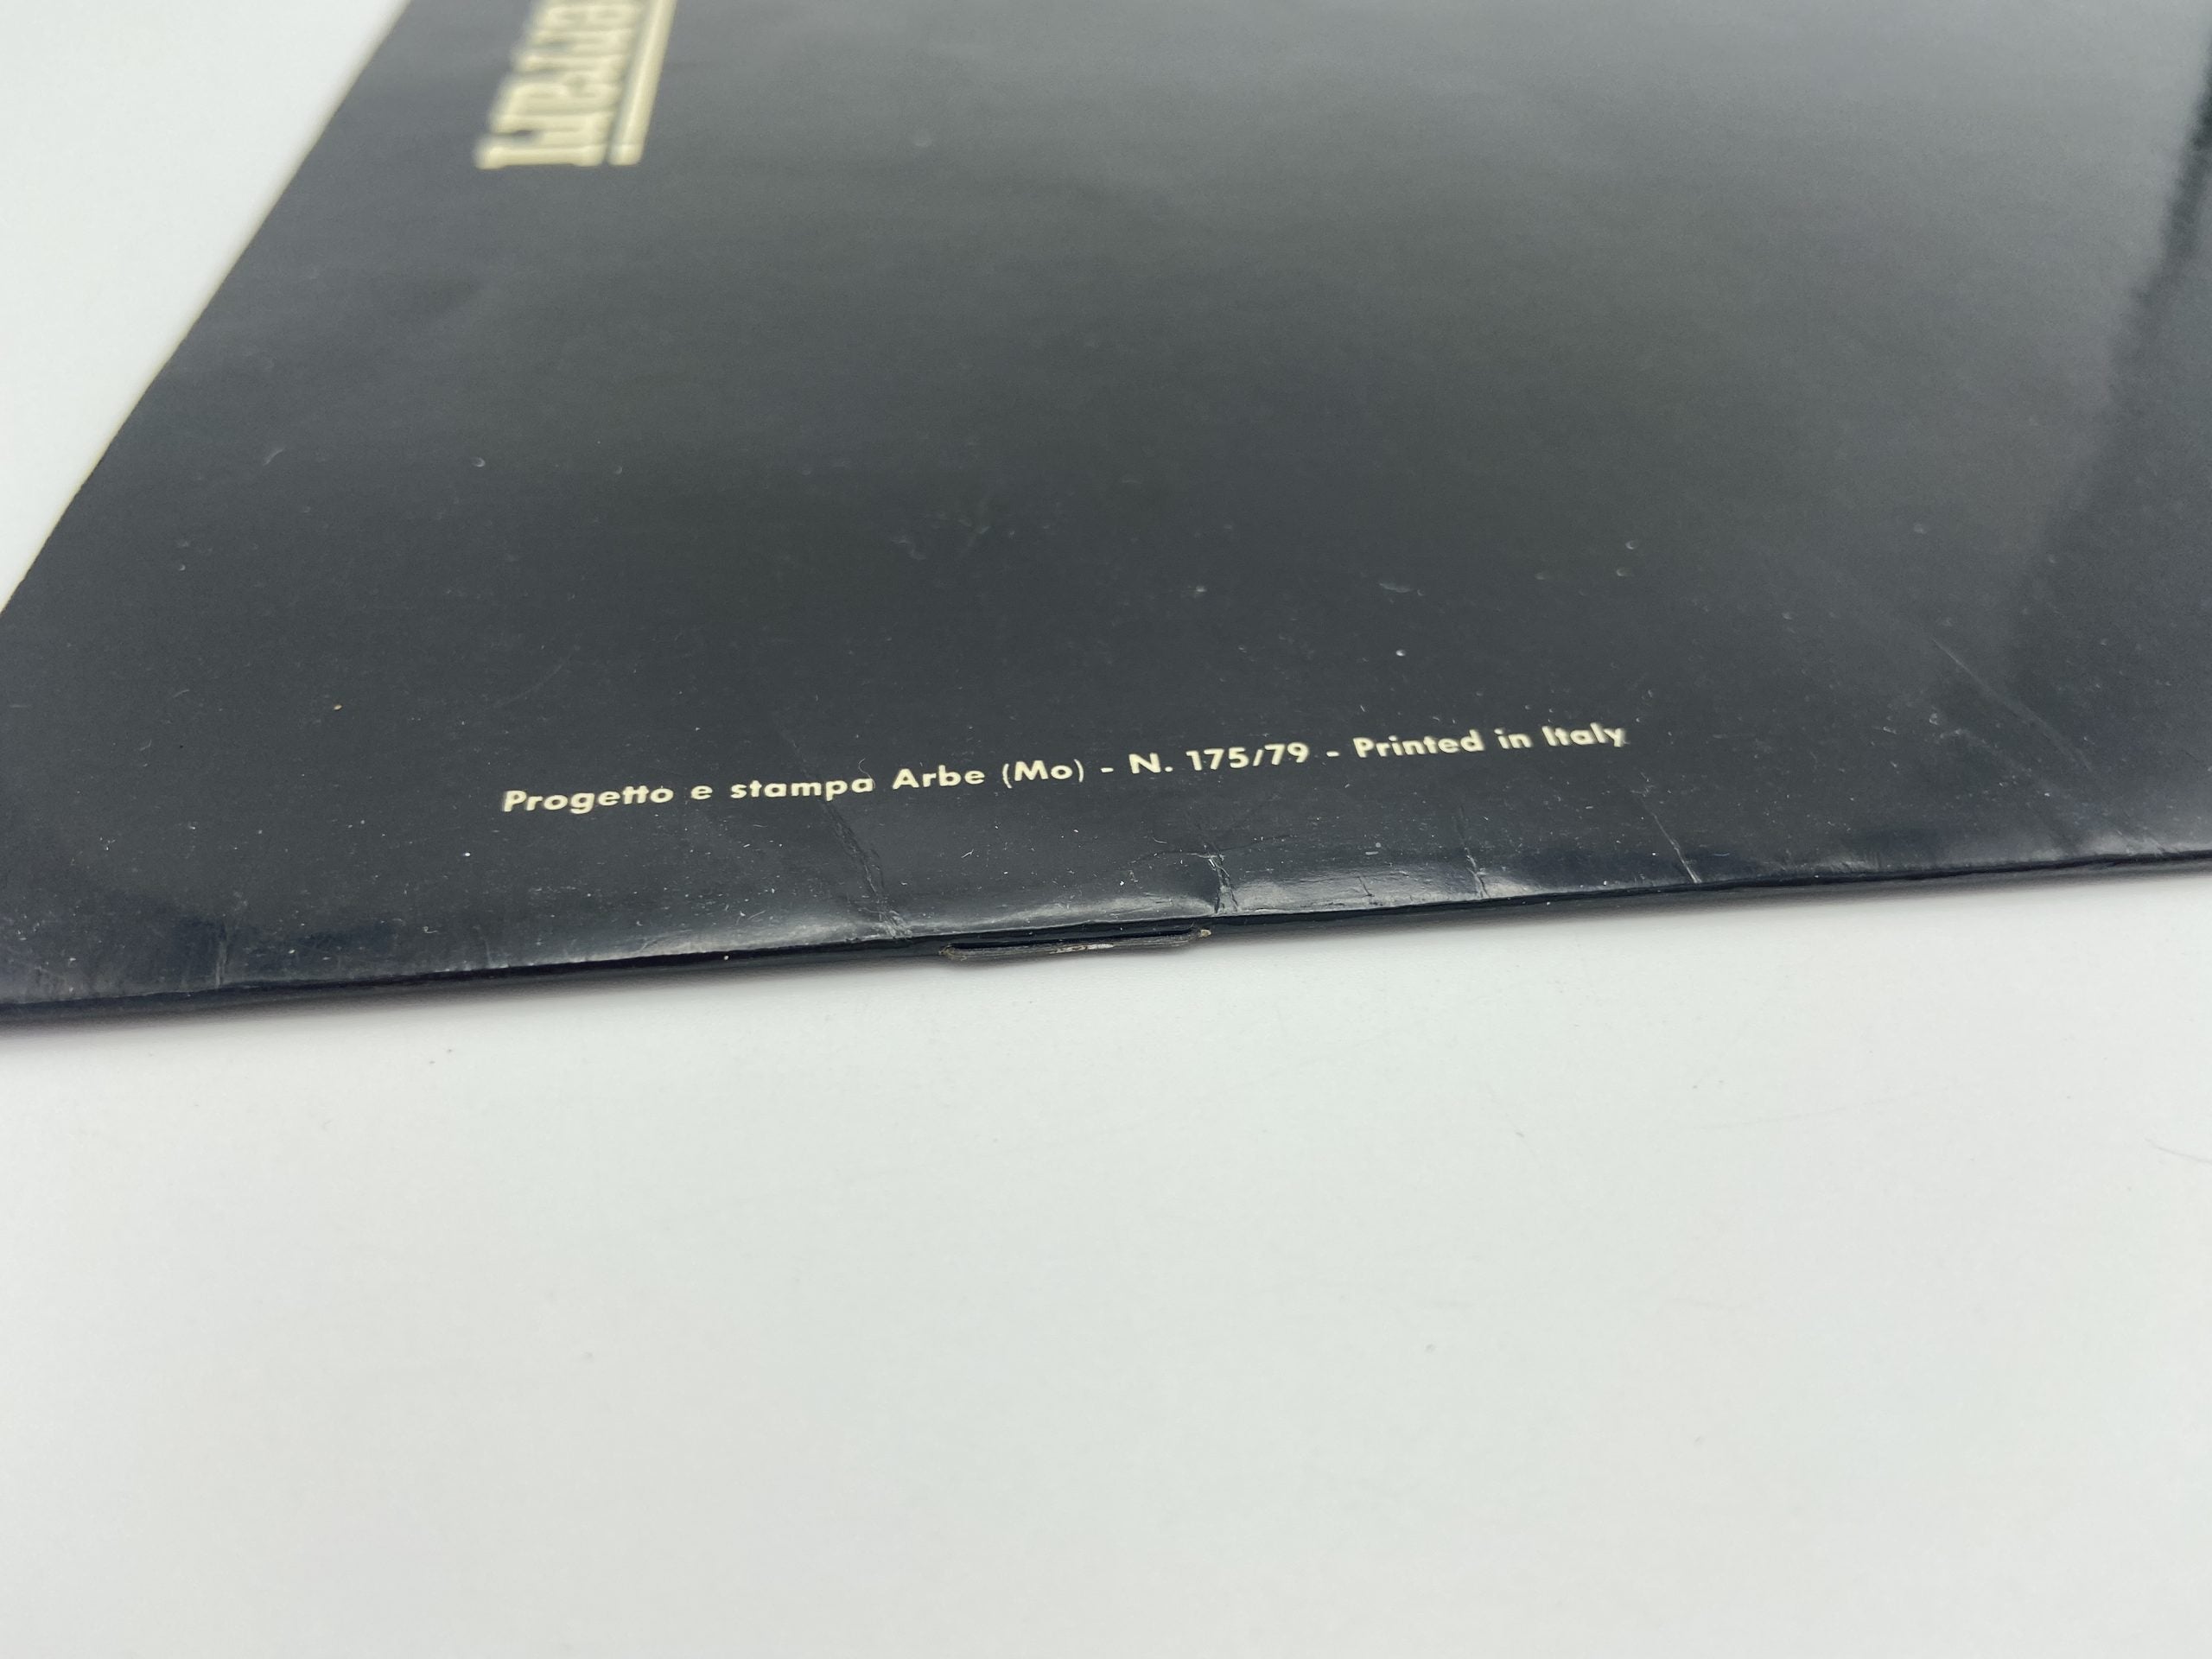 Progetto e stampa Arbe (Mo) - N. 175/79 - Printed in Italy